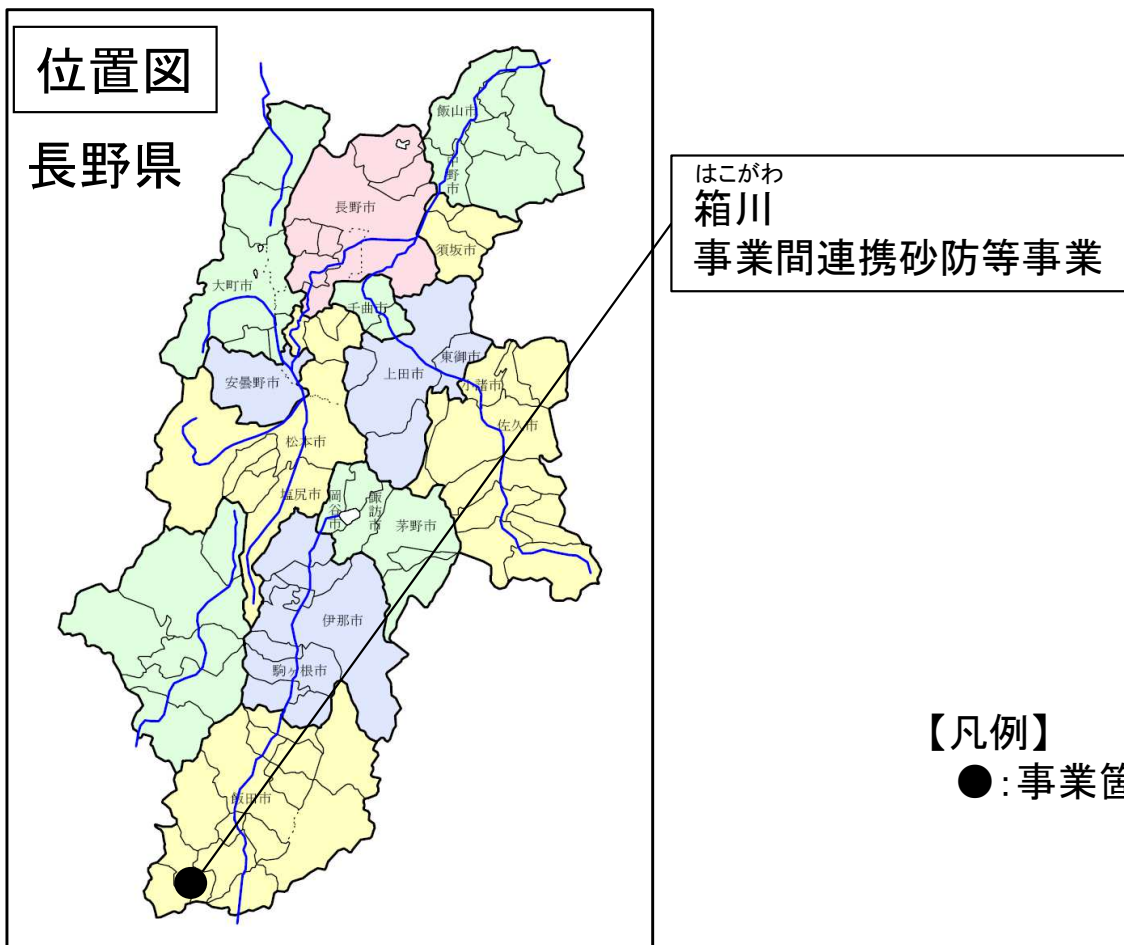 位置図
長野県
飯山市
中野市
長野市
須坂市
大町市
千曲市
東御市
上田市
小諸市
安曇野市
佐久市
松本市
塩尻市
岡谷市
諏訪市
茅野市
伊那市
駒ヶ根市
飯田市
はこがわ
箱川
事業間連携砂防等事業
【凡例】
●:事業箇